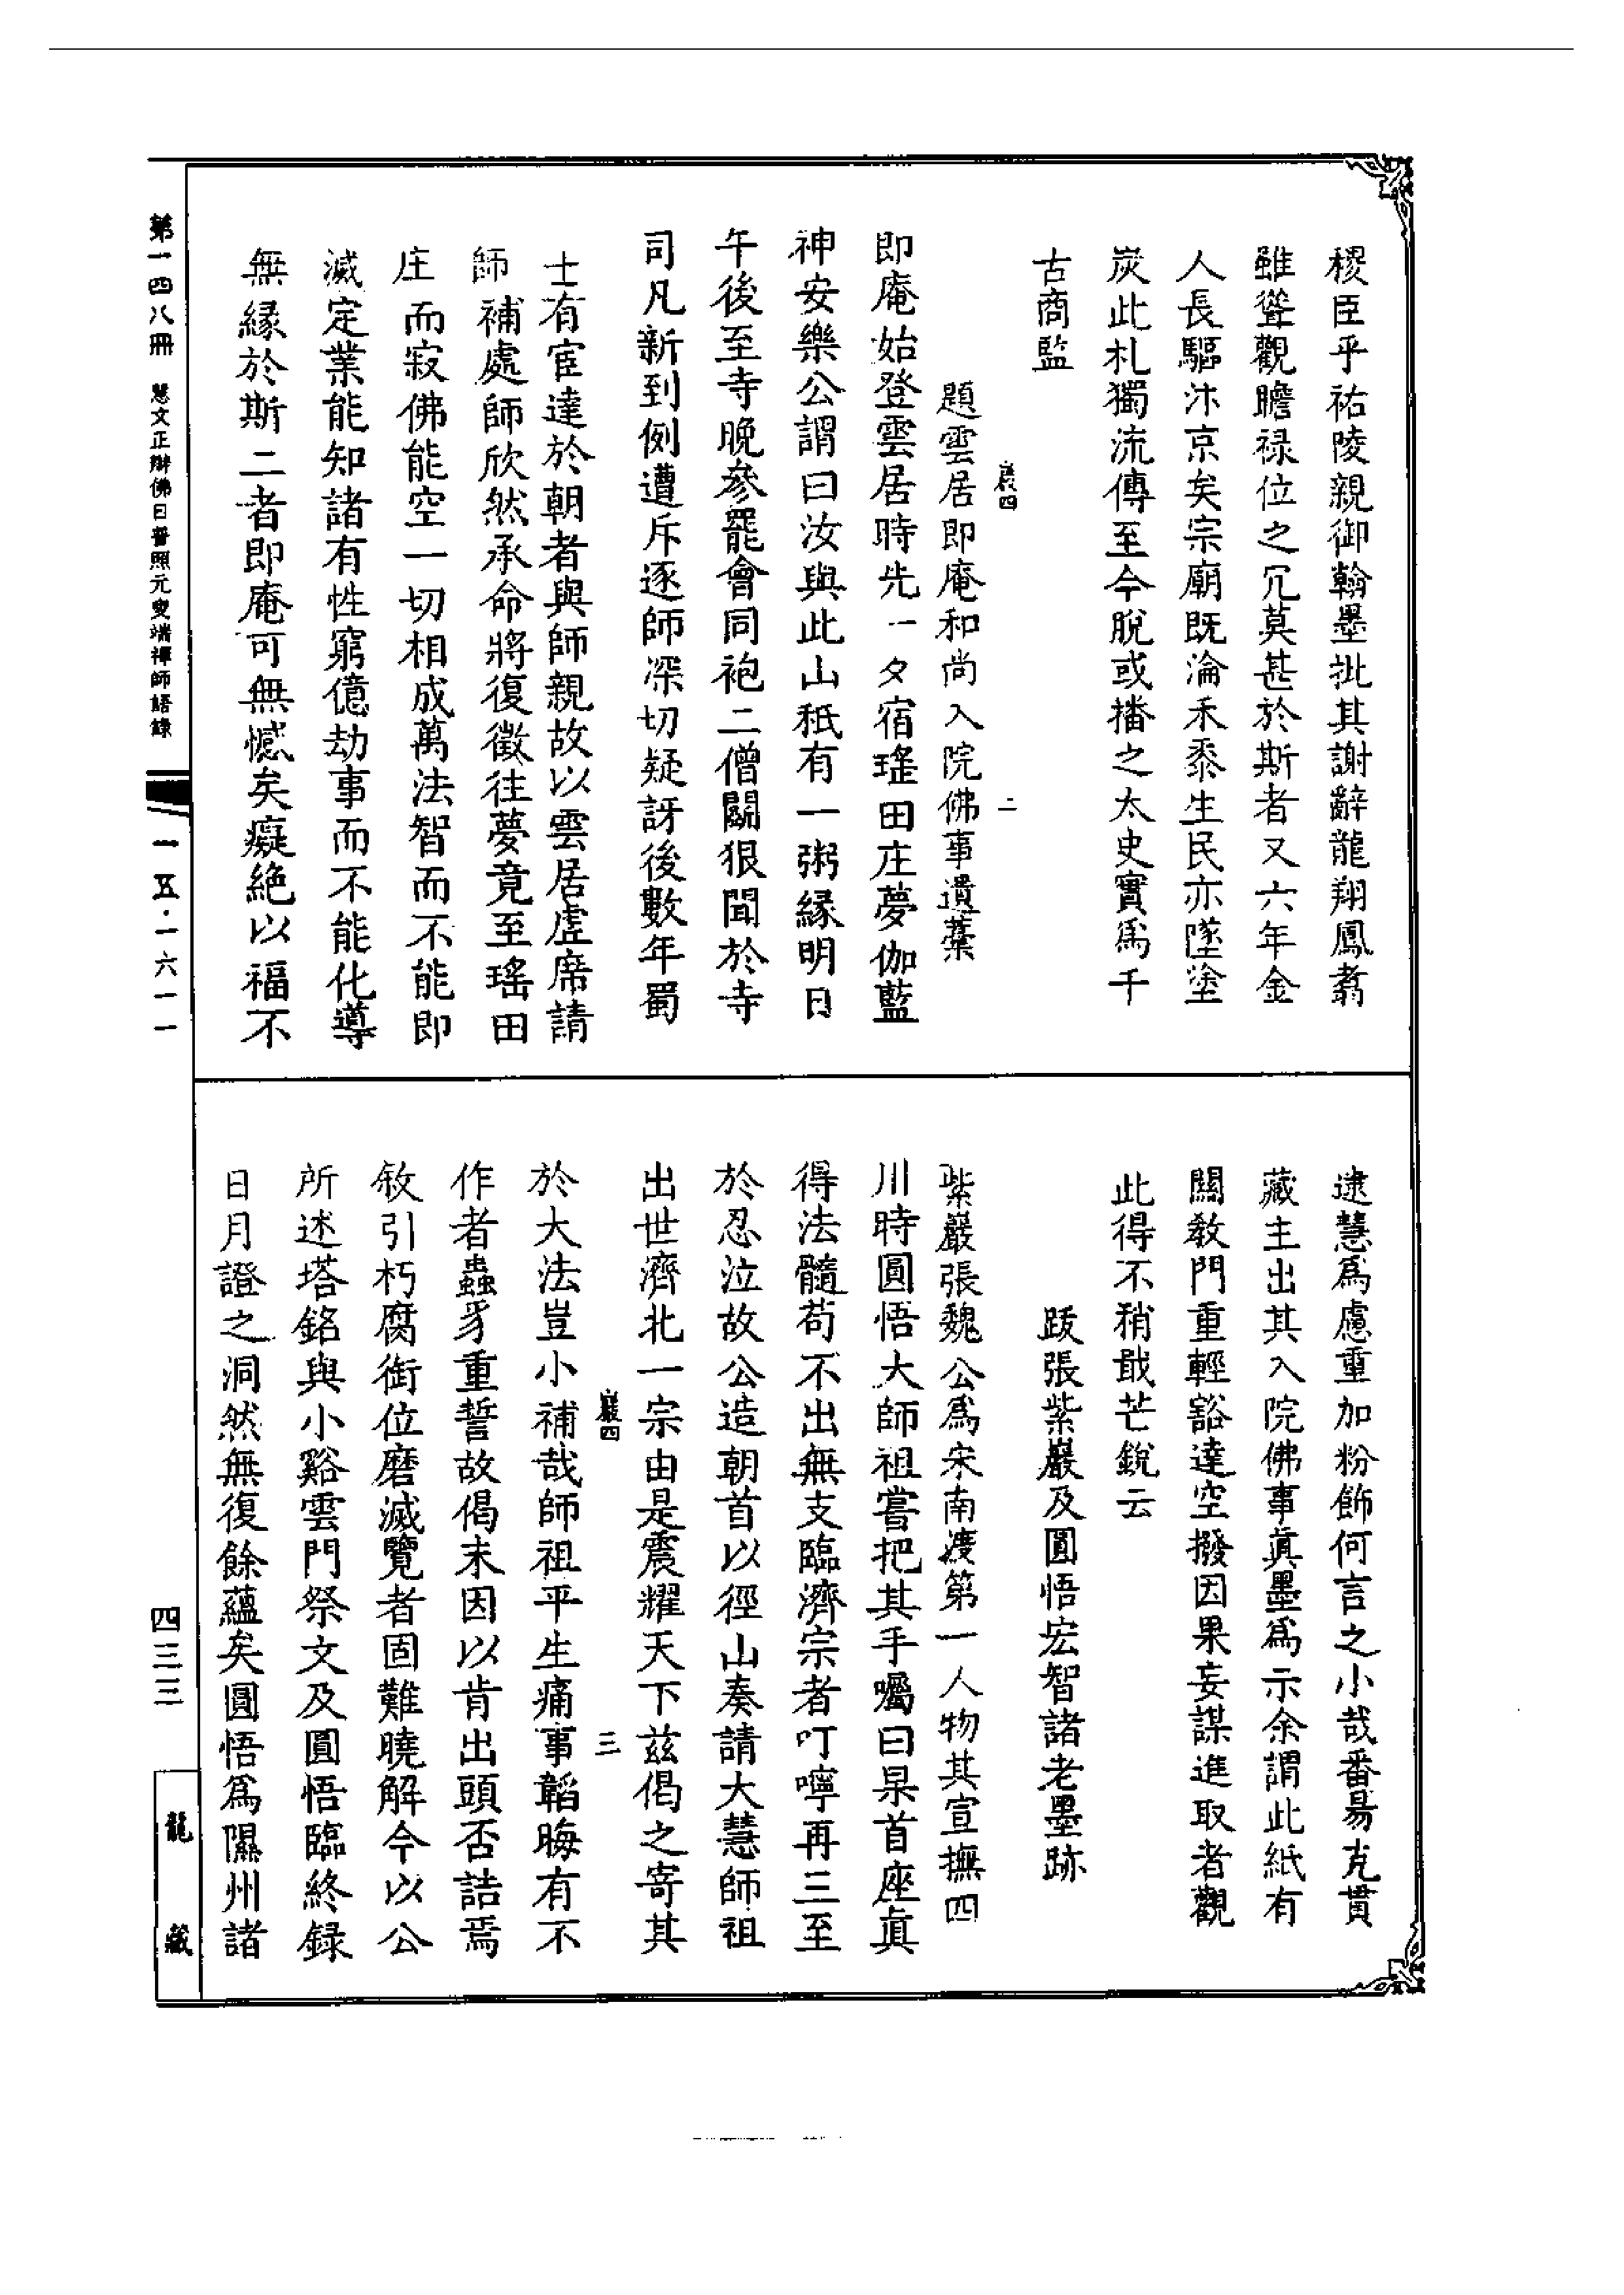 稷臣乎祐陵親御翰墨批其謝辭龍翔鳳翥
雖聳觀瞻祿位之冗莫甚於斯者又六年金
人長驅汴京矣宗廟既淪禾黍生民亦墜塗
炭此札獨流傳至今脫或播之太史實爲千
古商監
巖四
二
題雲居即庵和尚入院佛事遺藁
即庵始登雲居時先一夕宿瑤田庄夢伽藍
神安樂公謂曰汝與此山秖有一粥緣明日
午後至寺晚參罷會同袍二僧鬭狠聞於寺
司凡新到例遭斥逐師深切疑訝後數年蜀
士有宦達於朝者與師親故以雲居虛席請
師補處師欣然承命將復徵往夢竟至瑤田
庄而寂佛能空一切相成萬法智而不能即
滅定業能知諸有性窮億劫事而不能化導
無緣於斯二者即庵可無憾矣癡絕以福不
逮慧爲慮重加粉飾何言之小哉番昜克貫
藏主出其入院佛事眞墨爲示余謂此紙有
關教門重輕豁達空撥因果妄謀進取者觀
此得不稍戢芒銳云
跋張紫巖及圓悟宏智諸老墨跡
紫巖張魏公爲宋南渡第一人物其宣撫四
川時圓悟大師祖嘗把其手囑曰杲首座眞
得法髓苟不出無支臨濟宗者叮嚀再三至
於忍泣故公造朝首以徑山奏請大慧師祖
出世濟北一宗由是震耀天下茲偈之寄其
巖四
三
於大法豈小補哉師祖平生痛事韜晦有不
作者蟲豸重誓故偈末因以肯出頭否詰焉
敘引朽腐銜位磨滅覽者固難曉解今以公
所述塔銘與小谿雲門祭文及圓悟臨終録
日月證之洞然無復餘蘊矣圓悟爲隰州諸
第一四八冊　慧文正辯佛日普照元叟端禪師語錄
一一五·一六一一
四三三
龍藏